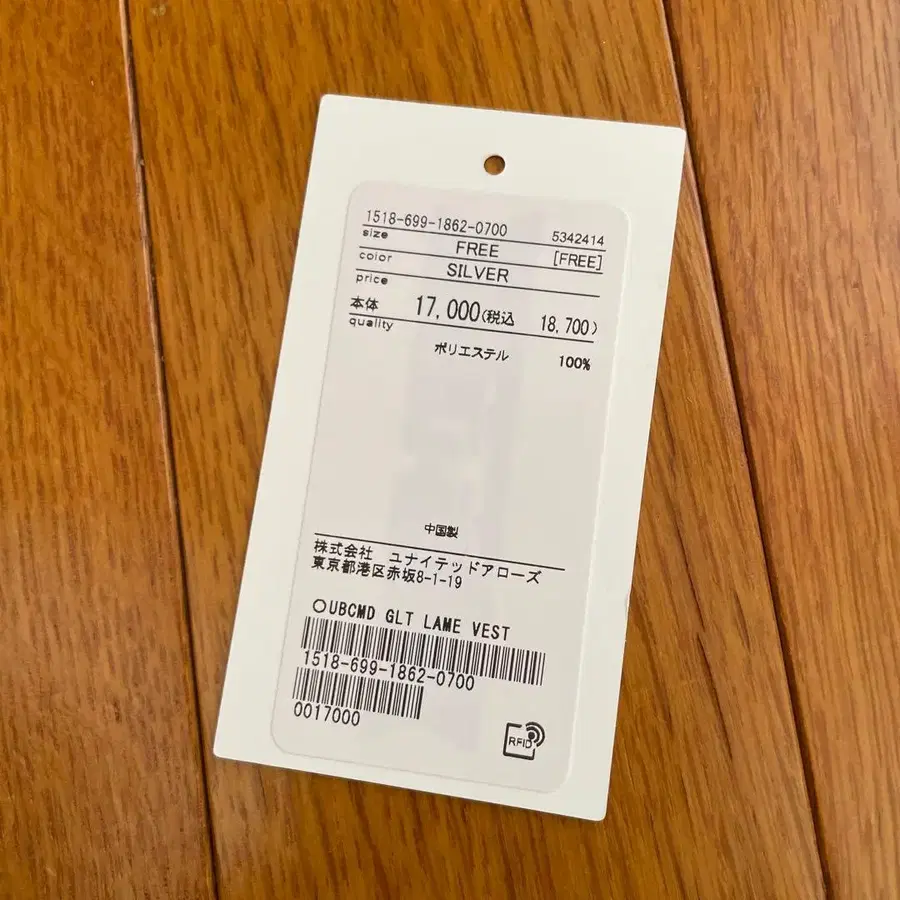 1518-699-1862-0700 5342414
size FREE [FREE]
color SILVER
price
本体 17,000(税込 18,700)
quality
ポリエステル 100%
中国製
株式会社 ユナイテッドアローズ
東京都港区赤坂8-1-19
○UBCMD GLT LAME VEST
1518-699-1862-0700
0017000
RFID